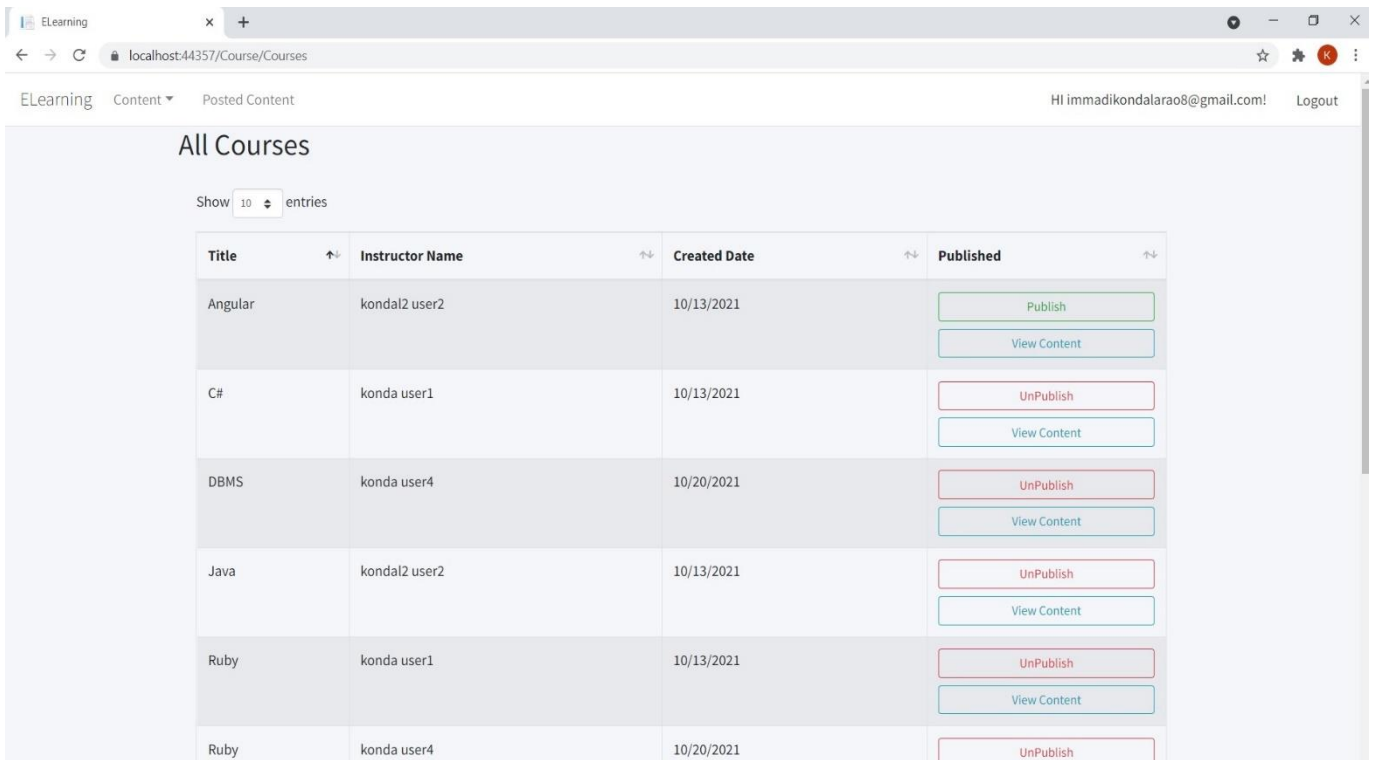 ELearning
localhost:44357/Course/Courses
K
ELearning Content Posted Content HI immadikondalarao8@gmail.com! Logout
All Courses
Show 10 entries
Title Instructor Name Created Date Published
Angular kondal2 user2 10/13/2021 Publish
View Content
C# konda user1 10/13/2021 UnPublish
View Content
DBMS konda user4 10/20/2021 UnPublish
View Content
Java kondal2 user2 10/13/2021 UnPublish
View Content
Ruby konda user1 10/13/2021 UnPublish
View Content
Ruby konda user4 10/20/2021 UnPublish